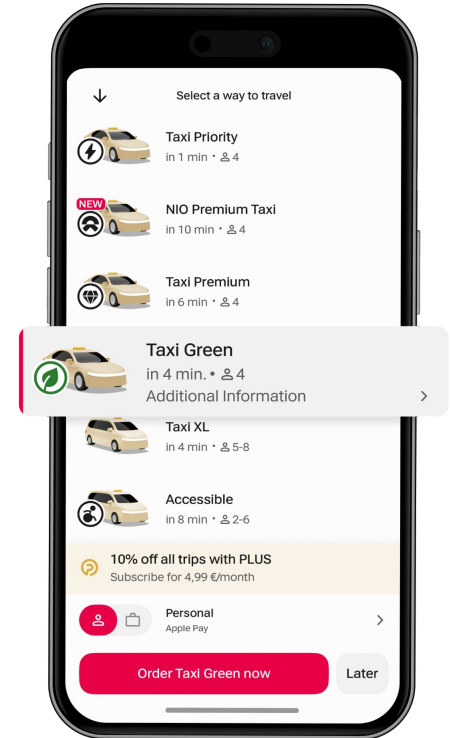 Select a way to travel
Taxi Priority
in 1 min • 4
NEW
NIO Premium Taxi
in 10 min • 4
Taxi Premium
in 6 min • 4
Taxi Green
in 4 min. • 4
Additional Information
Taxi XL
in 4 min • 5-8
Accessible
in 8 min • 2-6
10% off all trips with PLUS
Subscribe for 4,99 €/month
Personal
Apple Pay
Order Taxi Green now
Later